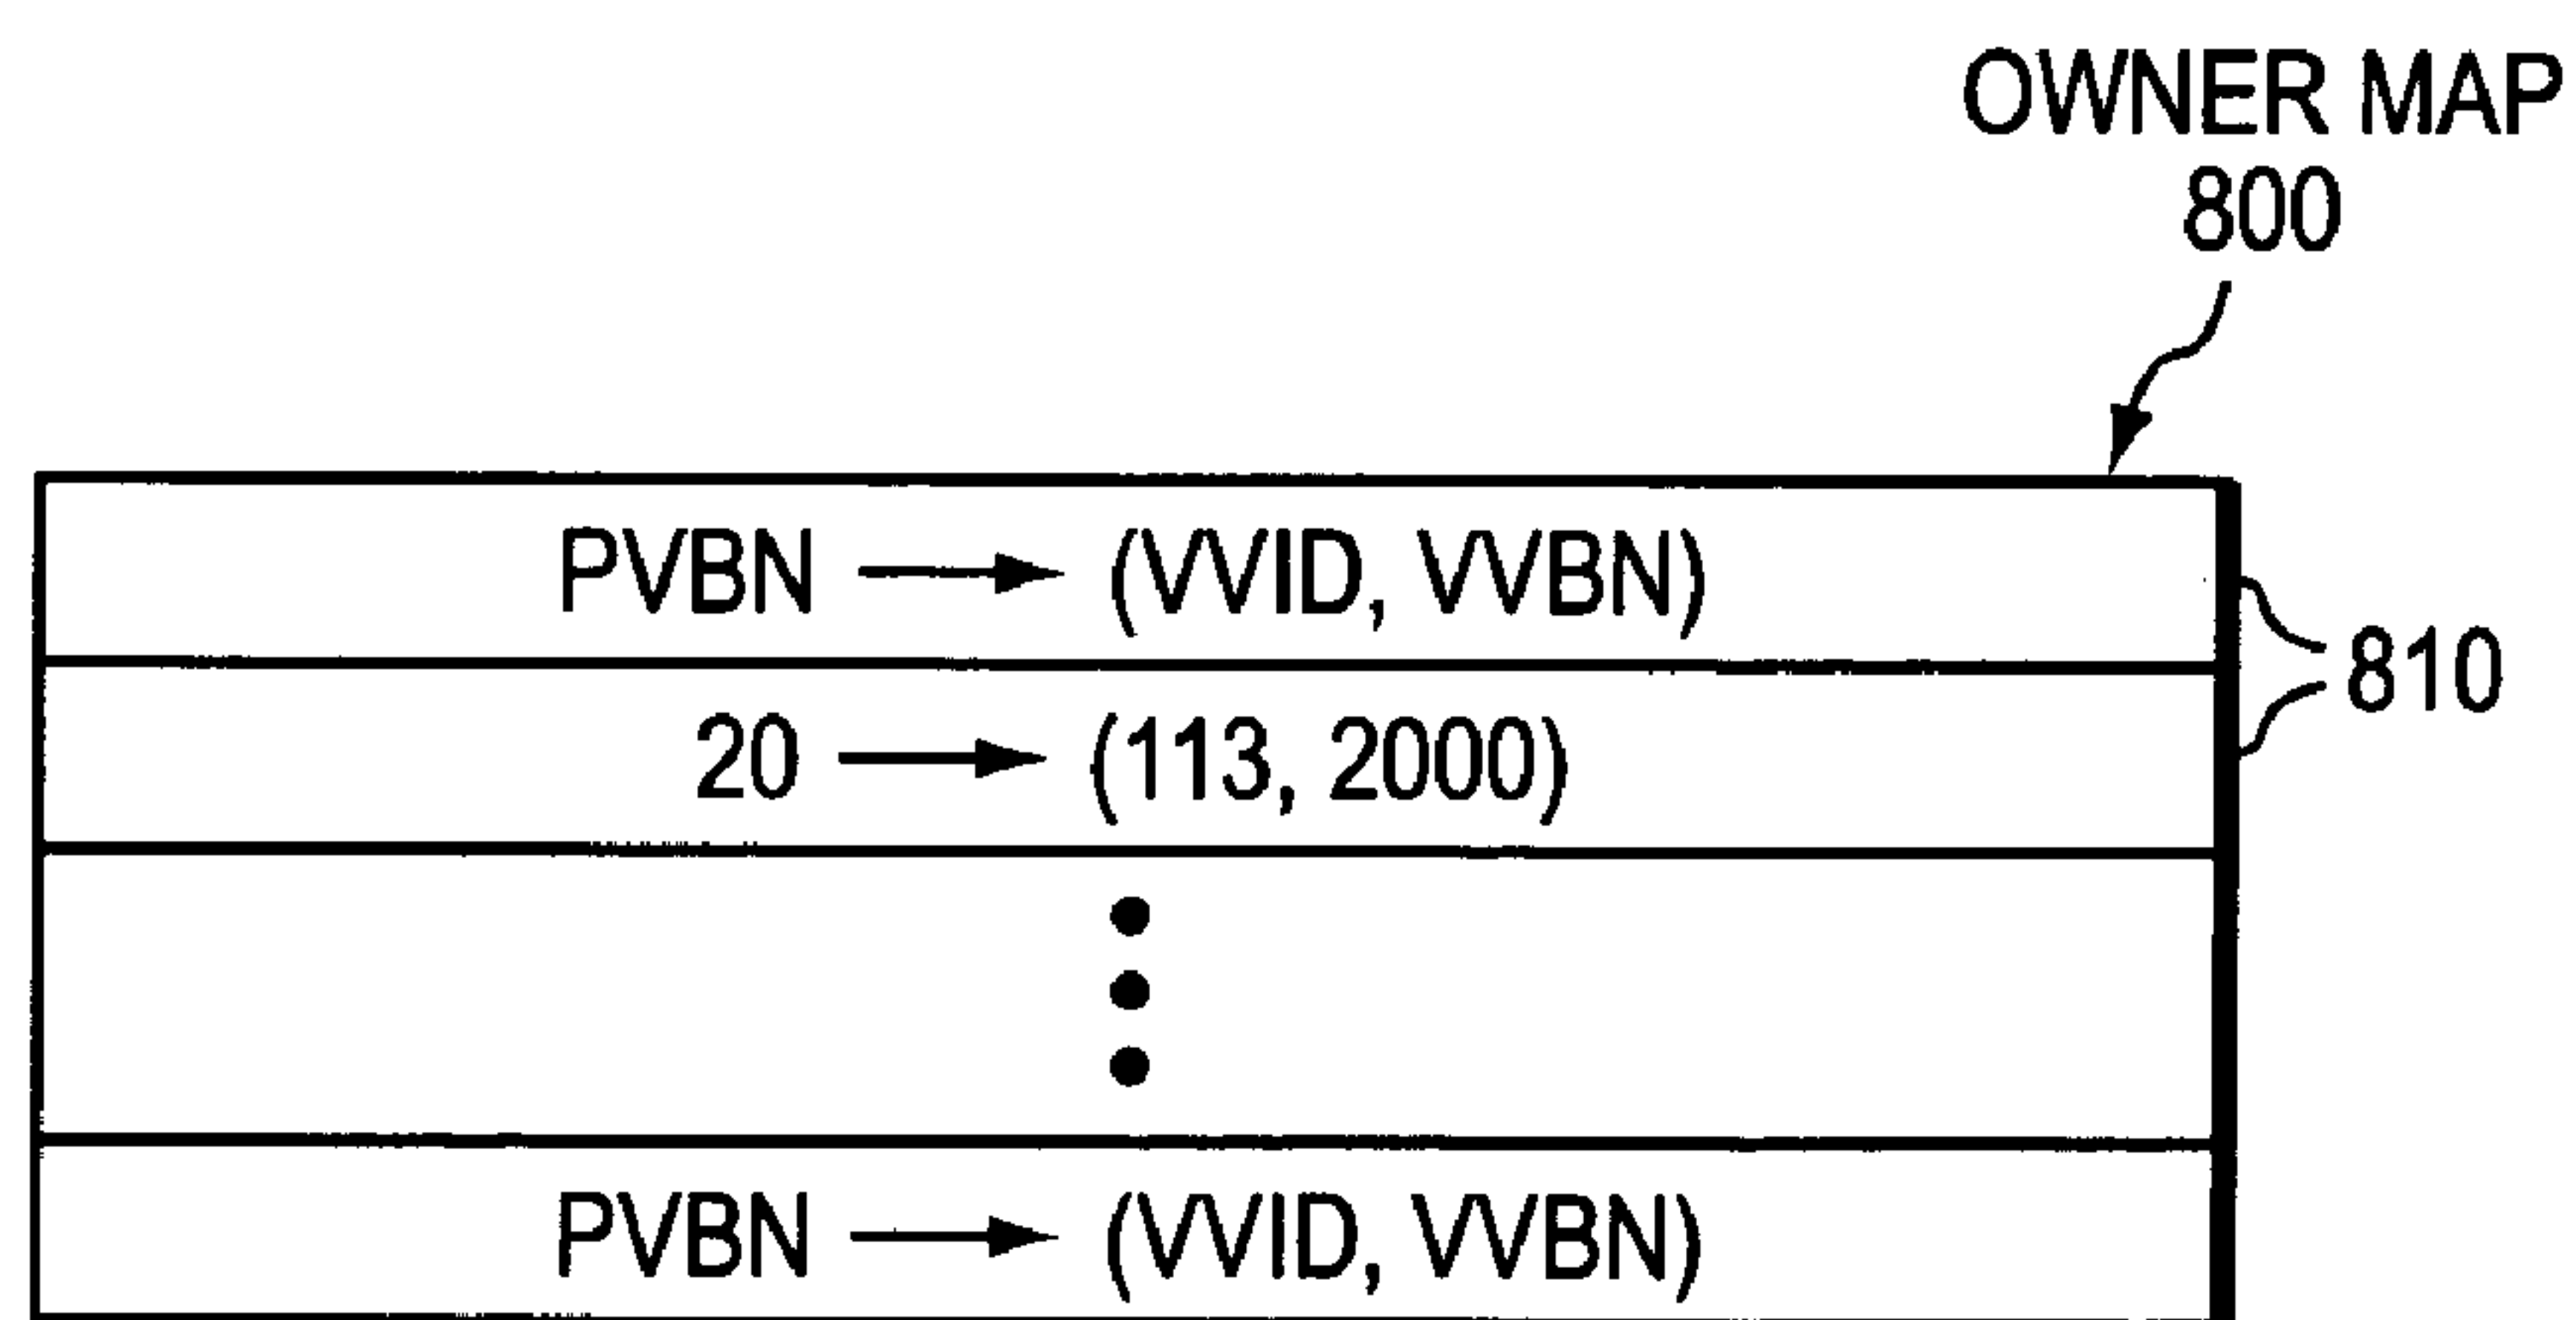 OWNER MAP
800
PVBN → (VVID, VVBN)
810
20 → (113, 2000)
PVBN → (VVID, VVBN)